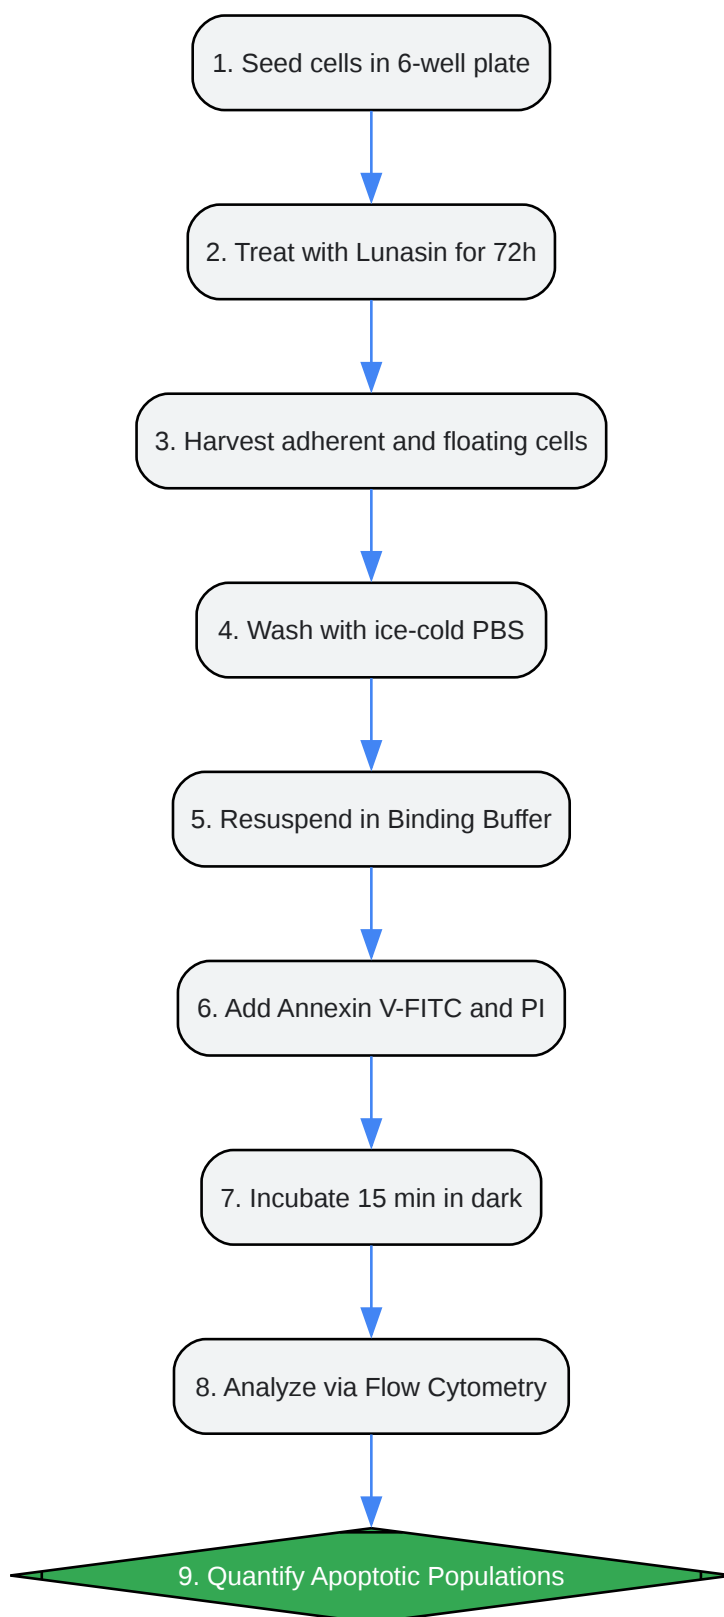 1. Seed cells in 6-well plate
2. Treat with Lunasin for 72h
3. Harvest adherent and floating cells
4. Wash with ice-cold PBS
5. Resuspend in Binding Buffer
6. Add Annexin V-FITC and PI
7. Incubate 15 min in dark
8. Analyze via Flow Cytometry
9. Quantify Apoptotic Populations